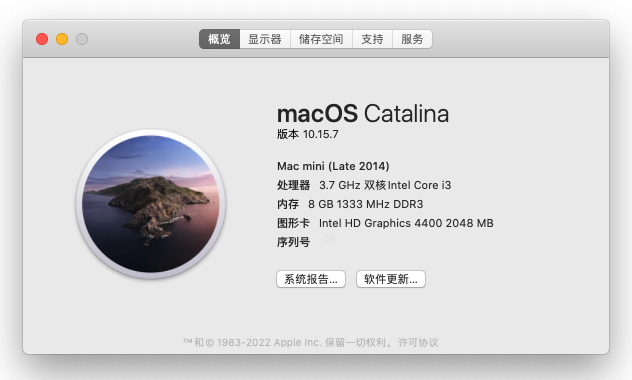 概览 显示器 储存空间 支持 服务
macOS Catalina
版本 10.15.7
Mac mini (Late 2014)
处理器 3.7 GHz 双核Intel Core i3
内存 8 GB 1333 MHz DDR3
图形卡 Intel HD Graphics 4400 2048 MB
序列号
系统报告... 软件更新...
™和© 1983-2022 Apple Inc. 保留一切权利。许可协议